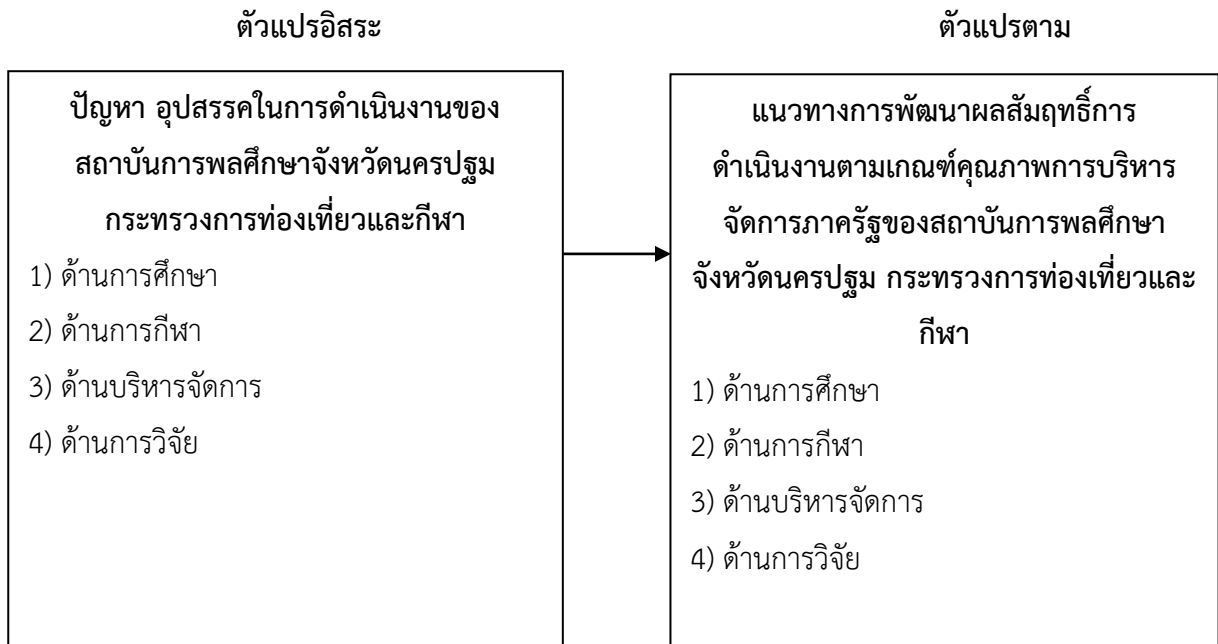 ตัวแปรอิสระ
ปัญหา อุปสรรคในการดำเนินงานของ
สถาบันการพลศึกษาจังหวัดนครปฐม
กระทรวงการท่องเที่ยวและกีฬา
1) ด้านการศึกษา
2) ด้านการกีฬา
3) ด้านบริหารจัดการ
4) ด้านการวิจัย
ตัวแปรตาม
แนวทางการพัฒนาผลสัมฤทธิ์การ
ดำเนินงานตามเกณฑ์คุณภาพการบริหาร
จัดการภาครัฐของสถาบันการพลศึกษา
จังหวัดนครปฐม กระทรวงการท่องเที่ยวและ
กีฬา
1) ด้านการศึกษา
2) ด้านการกีฬา
3) ด้านบริหารจัดการ
4) ด้านการวิจัย